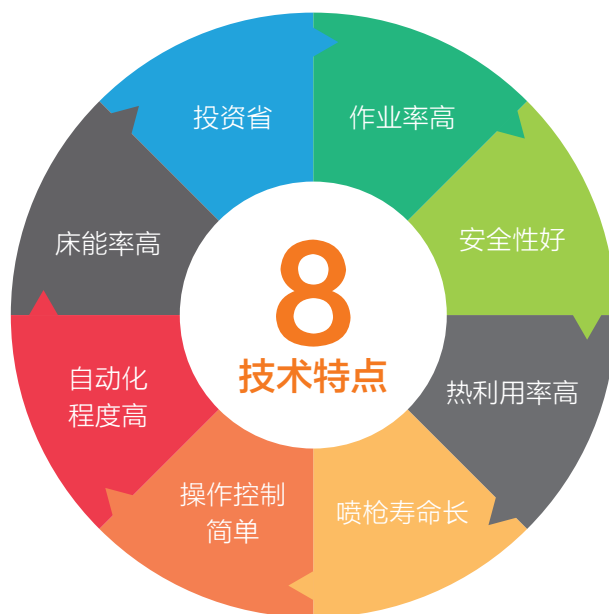 投资省
作业率高
安全性好
热利用率高
喷枪寿命长
操作控制
简单
自动化
程度高
床能率高
8
技术特点